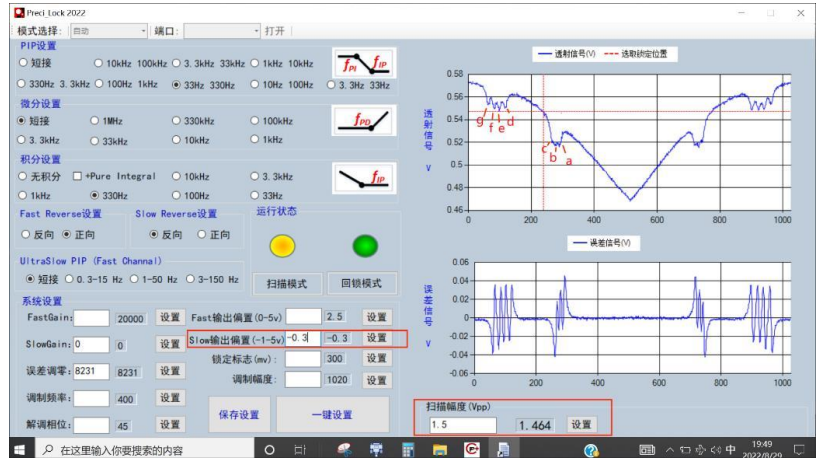 Preci_Lock 2022
模式选择: 自动 端口: 打开
PIP设置
短接 10kHz 100kHz 3.3kHz 33kHz 1kHz 10kHz
fPI fIP
330Hz 3.3kHz 100Hz 1kHz 33Hz 330Hz 10Hz 100Hz 3.3Hz 33Hz
微分设置
短接 1MHz 330kHz 100kHz
fPD
3.3kHz 33kHz 10kHz 1kHz
积分设置
无积分 +Pure Integral 10kHz 3.3kHz
fIP
1kHz 330Hz 100Hz 33Hz
Fast Reverse设置 Slow Reverse设置 运行状态
反向 正向 反向 正向
UltraSlow PIP (Fast Channal)
短接 0.3-15 Hz 1-50 Hz 3-150 Hz
扫描模式 回锁模式
系统设置
FastGain: 20000 设置 Fast输出偏置(0-5v) 2.5 设置
SlowGain: 0 0 设置 Slow输出偏置(-1-5v) -0.3 -0.3 设置
锁定标志(mv): 300 设置
误差调零: 8231 8231 设置
调制幅度: 1020 设置
调制频率: 400 设置
保存设置 一键设置
解调相位: 45 设置
透射信号(V) 选取锁定位置
0.58
0.56
0.54
0.52
0.5
0.48
0.46
透射信号 V
g f e d
c b a
0 200 400 600 800 1000
误差信号(V)
0.06
0.04
0.02
0
-0.02
-0.04
-0.06
误差信号 V
0 200 400 600 800 1000
扫描幅度(Vpp)
1.5 1.464 设置
在这里输入你要搜索的内容
中
19:49
2022/8/29